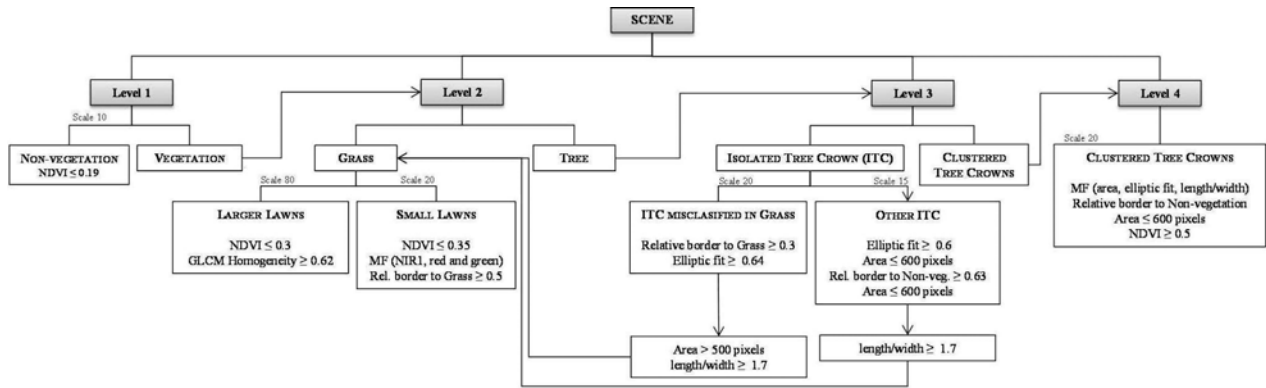 SCENE
Level 1
Level 2
Level 3
Level 4
Scale 10
NON-VEGETATION
NDVI ≤ 0.19
VEGETATION
GRASS
TREE
ISOLATED TREE CROWN (ITC)
CLUSTERED
TREE CROWNS
Scale 20
CLUSTERED TREE CROWNS
MF (area, elliptic fit, length/width)
Relative border to Non-vegetation
Area ≤ 600 pixels
NDVI ≥ 0.5
Scale 80
Scale 20
Scale 20
Scale 15
LARGER LAWNS
NDVI ≤ 0.3
GLCM Homogeneity ≥ 0.62
SMALL LAWNS
NDVI ≤ 0.35
MF (NIR1, red and green)
Rel. border to Grass ≥ 0.5
ITC MISCLASIFIED IN GRASS
Relative border to Grass ≥ 0.3
Elliptic fit ≥ 0.64
OTHER ITC
Elliptic fit ≥ 0.6
Area ≤ 600 pixels
Rel. border to Non-veg. ≥ 0.63
Area ≤ 600 pixels
Area > 500 pixels
length/width ≥ 1.7
length/width ≥ 1.7